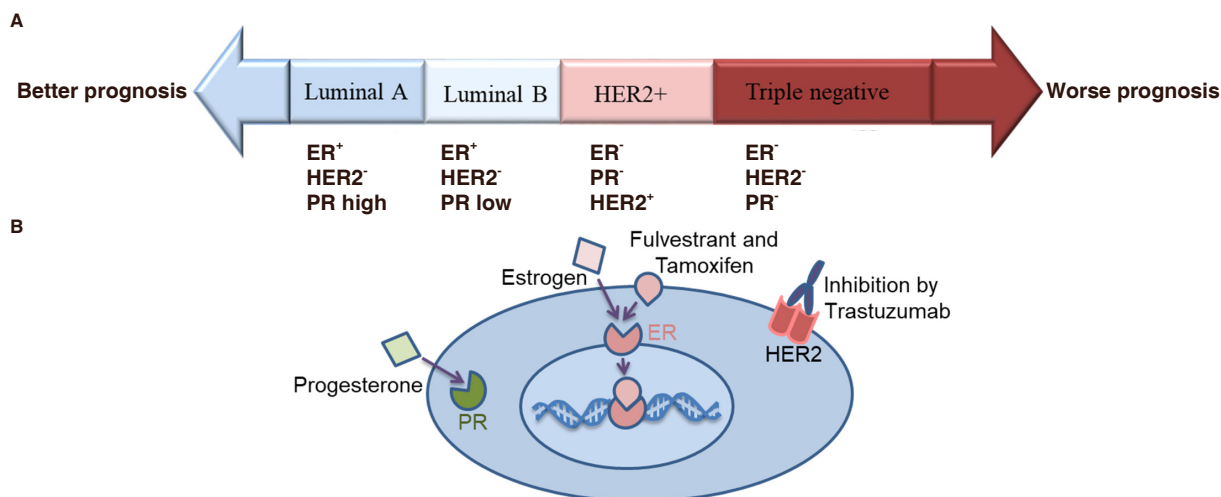 A
Better prognosis
Luminal A
Luminal B
HER2+
Triple negative
Worse prognosis
ER⁺
HER2⁻
PR high
ER⁺
HER2⁻
PR low
ER⁻
PR⁻
HER2⁺
ER⁻
HER2⁻
PR⁻
B
Fulvestrant and
Tamoxifen
Estrogen
Inhibition by
Trastuzumab
ER
HER2
Progesterone
PR